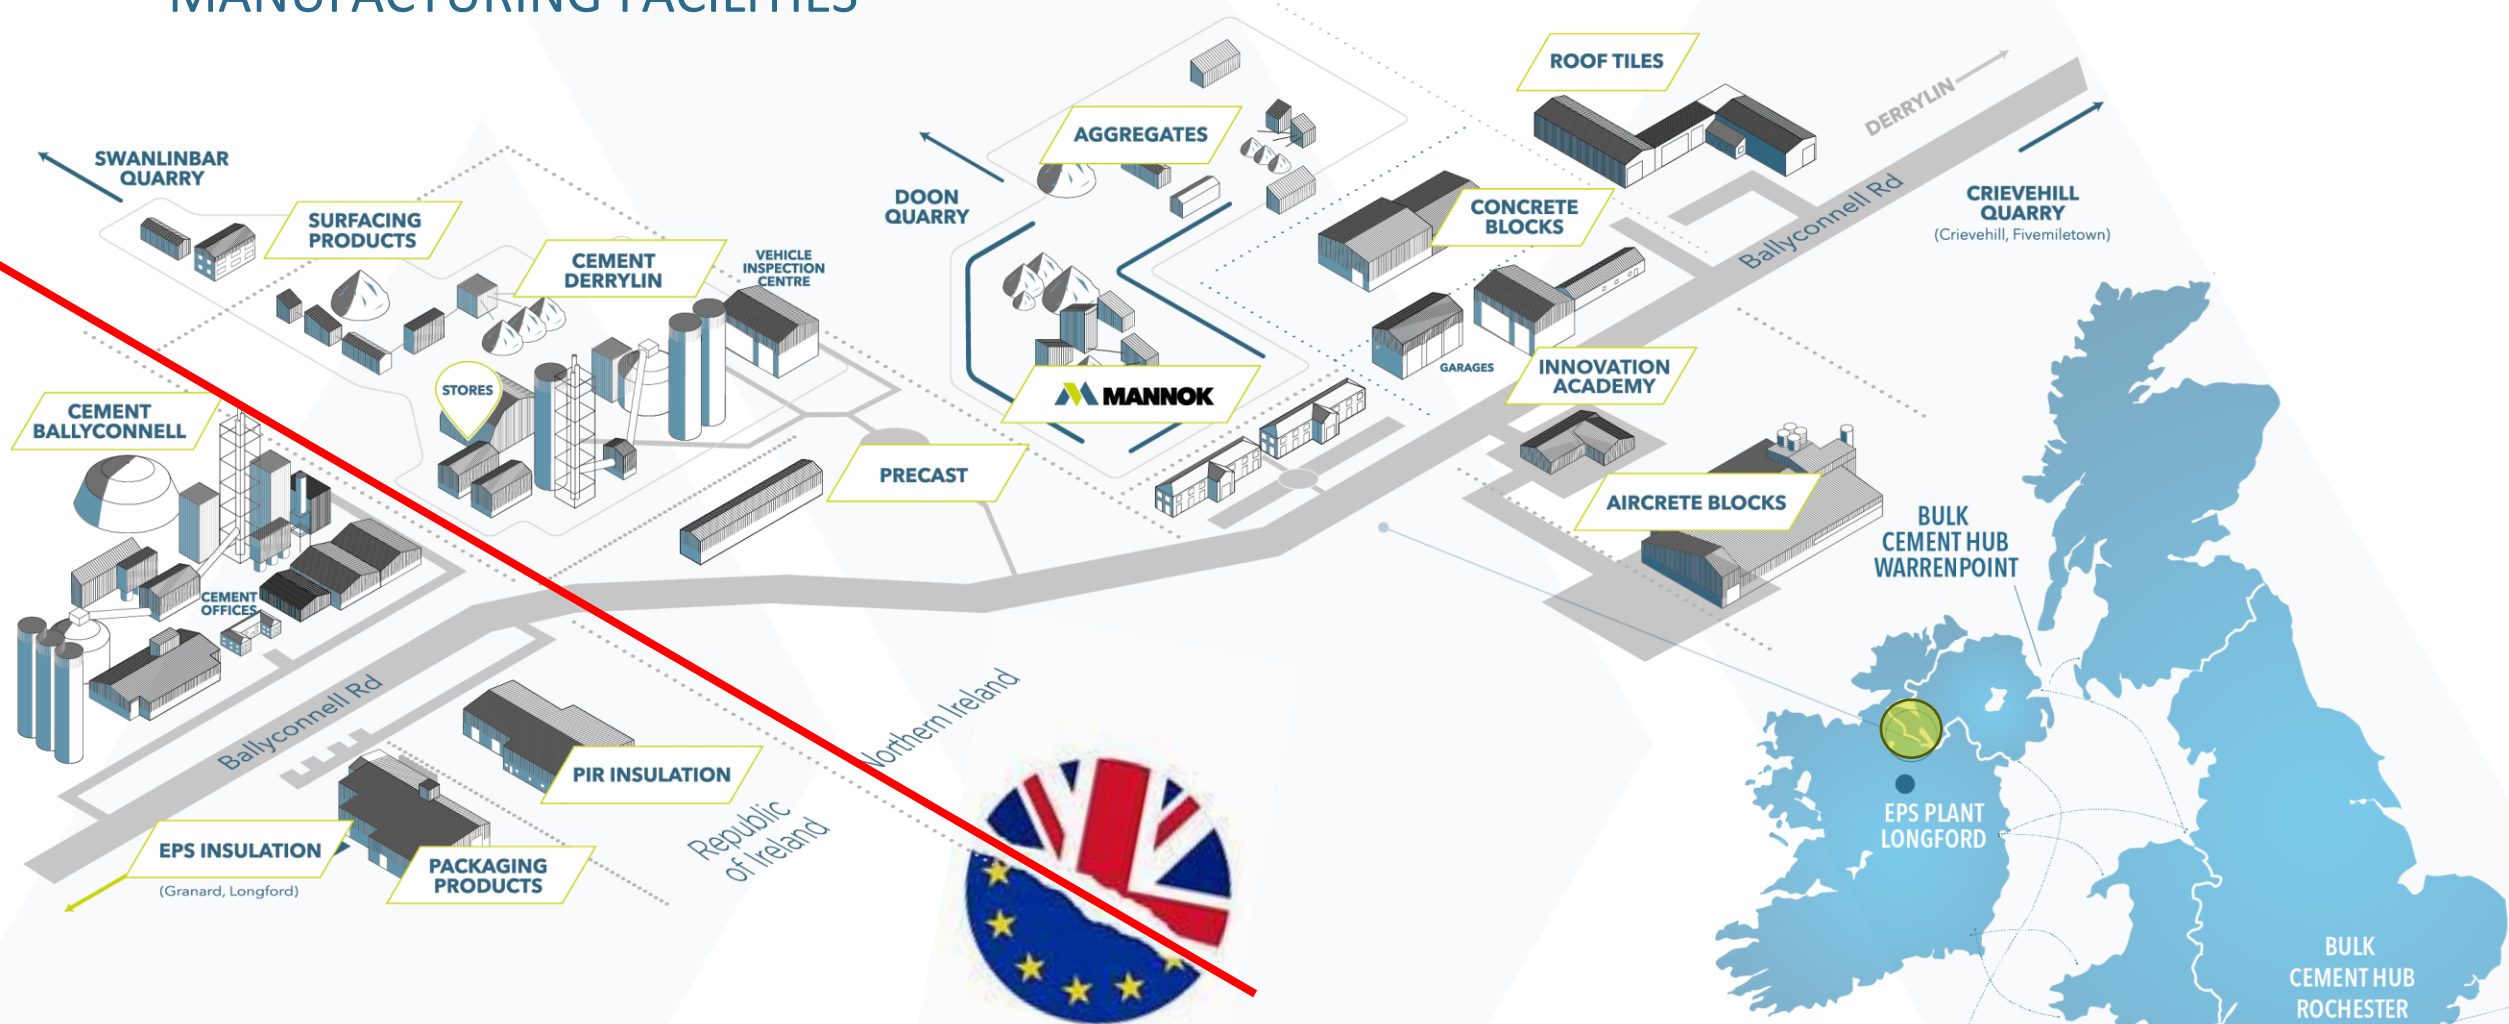 MANUFACTURING FACILITIES
SWANLINBAR
QUARRY
SURFACING
PRODUCTS
CEMENT
DERRYLIN
VEHICLE
INSPECTION
CENTRE
STORES
CEMENT
BALLYCONNELL
CEMENT
OFFICES
DOON
QUARRY
AGGREGATES
MANNOK
PRECAST
ROOF TILES
CONCRETE
BLOCKS
GARAGES
INNOVATION
ACADEMY
AIRCRETE BLOCKS
DERRYLIN
Ballyconnell Rd
CRIEVEHILL
QUARRY
(Crievehill, Fivemiletown)
Ballyconnell Rd
PIR INSULATION
EPS INSULATION
(Granard, Longford)
PACKAGING
PRODUCTS
Northern Ireland
Republic
of Ireland
BULK
CEMENT HUB
WARRENPOINT
EPS PLANT
LONGFORD
BULK
CEMENT HUB
ROCHESTER